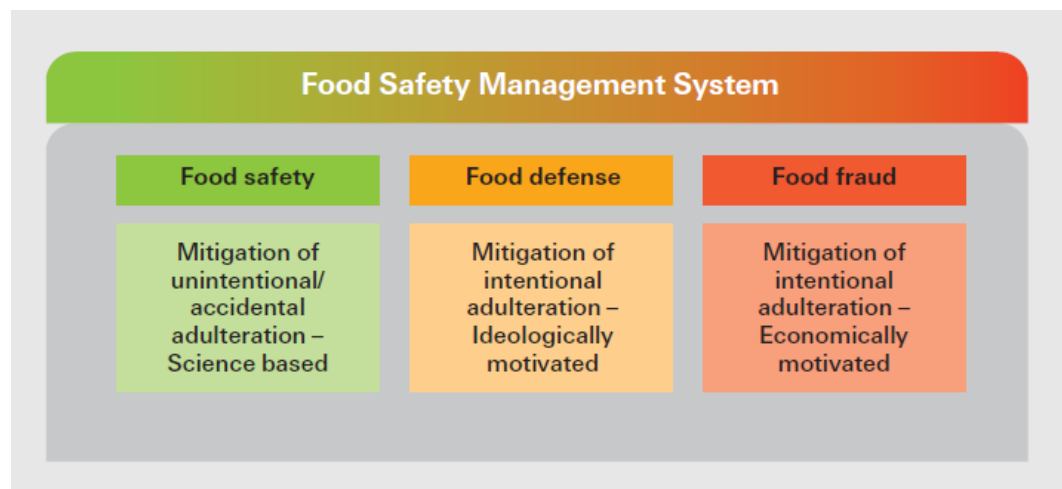 Food Safety Management System
Food safety
Food defense
Food fraud
Mitigation of
unintentional/
accidental
adulteration –
Science based
Mitigation of
intentional
adulteration –
Ideologically
motivated
Mitigation of
intentional
adulteration –
Economically
motivated